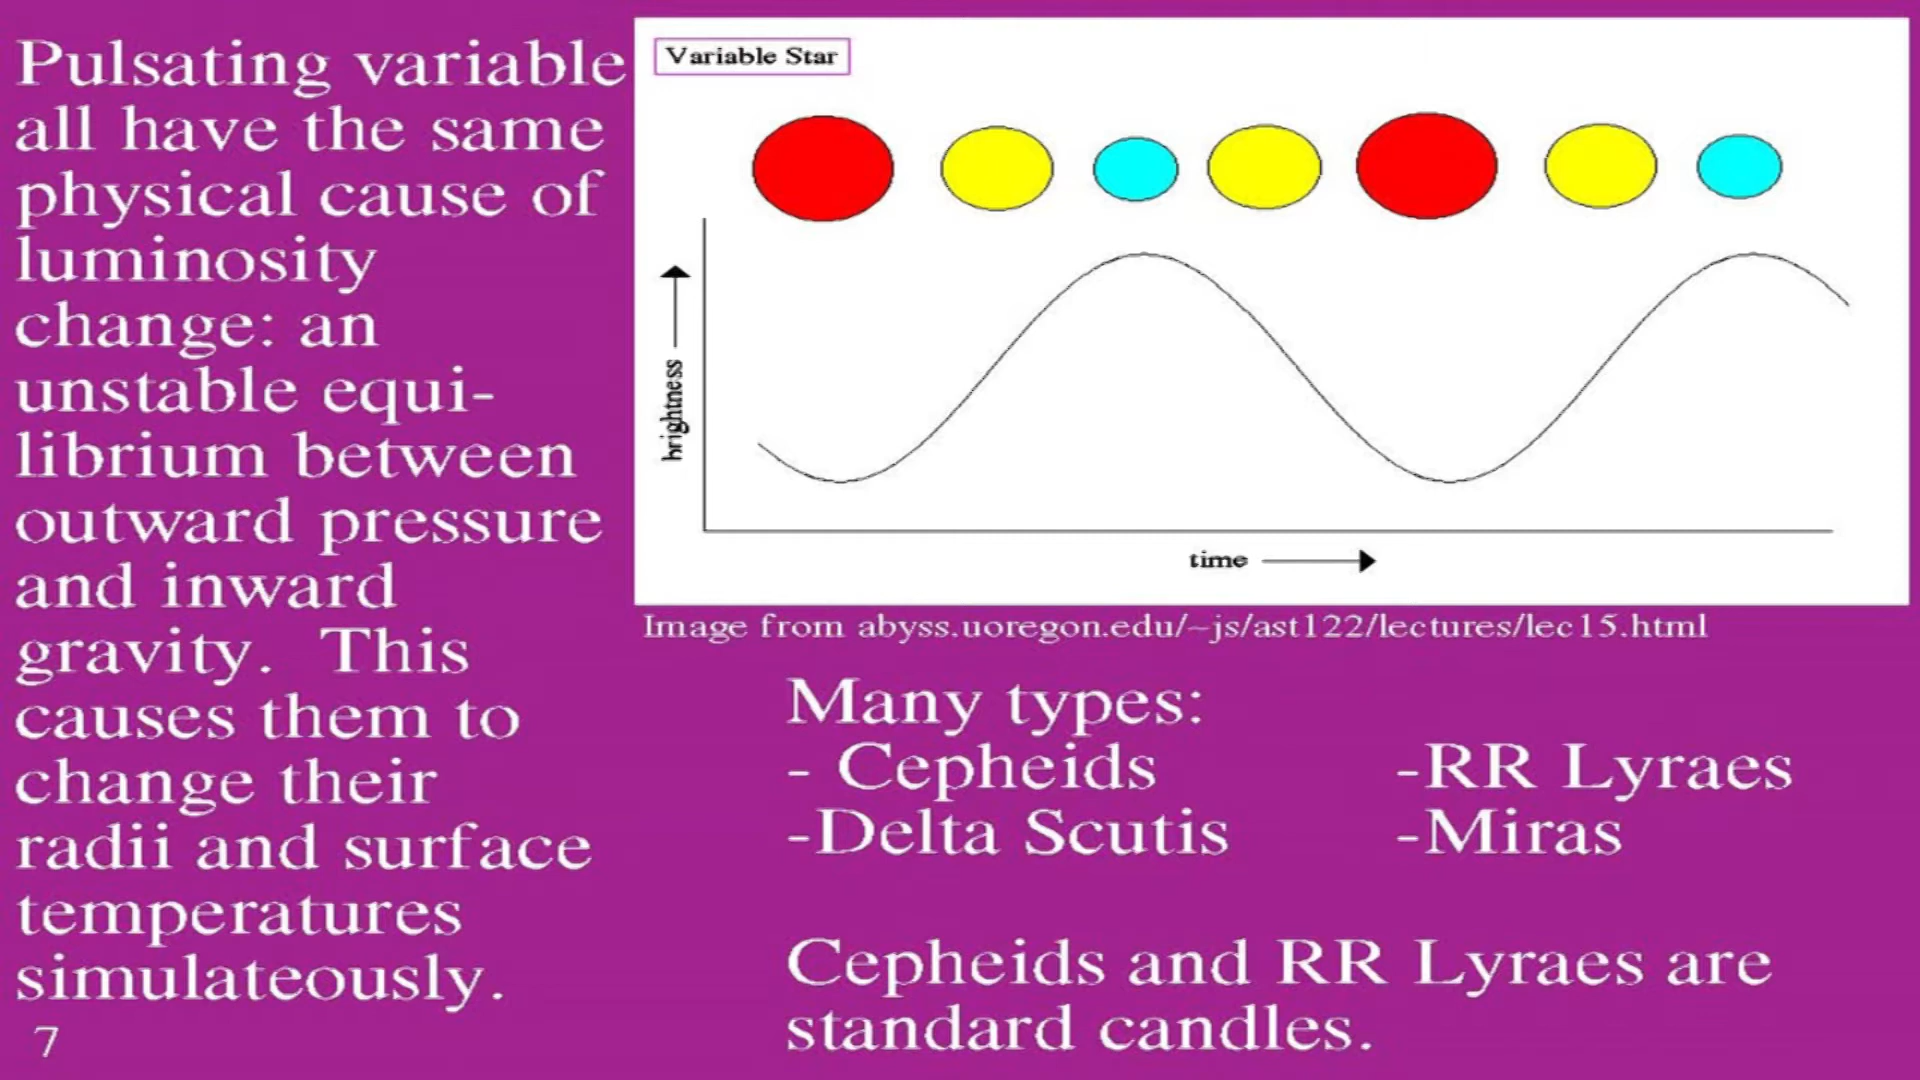 Pulsating variable
all have the same
physical cause of
luminosity
change: an
unstable equi-
librium between
outward pressure
and inward
gravity. This
causes them to
change their
radii and surface
temperatures
simulateously.
7
Variable Star
brightness
time
Image from abyss.uoregon.edu/~js/ast122/lectures/lec15.html
Many types:
- Cepheids -RR Lyraes
-Delta Scutis -Miras
Cepheids and RR Lyraes are
standard candles.